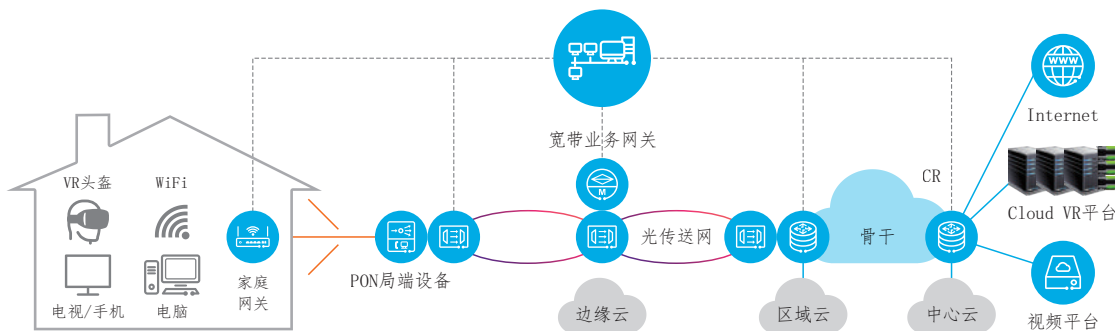 WWW
Internet
宽带业务网关
VR头盔
WiFi
M
CR
Cloud VR平台
光传送网
骨干
家庭
网关
PON局端设备
电视/手机
电脑
边缘云
区域云
中心云
视频平台